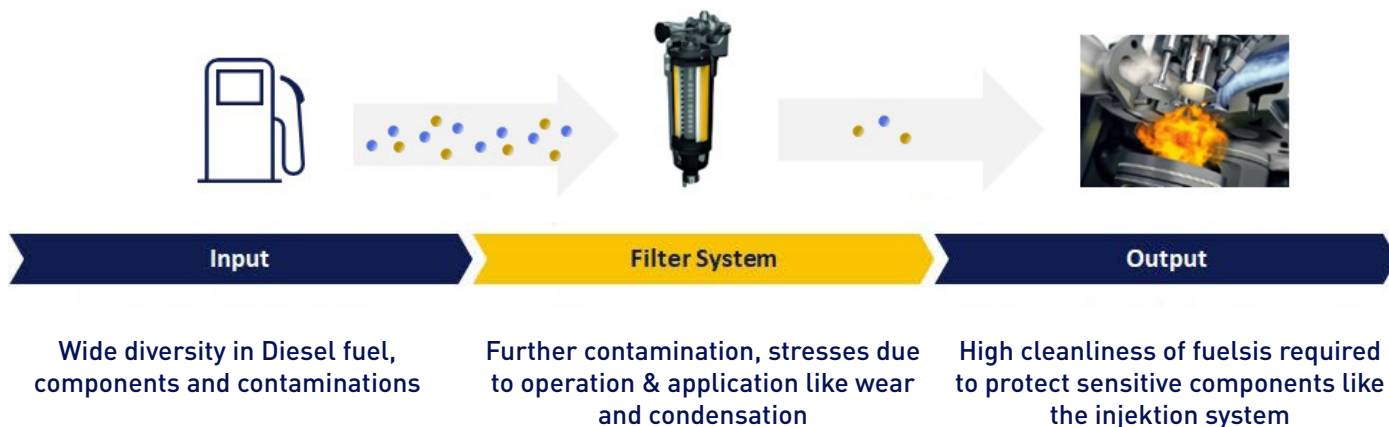 Input
Filter System
Output
Wide diversity in Diesel fuel,
components and contaminations
Further contamination, stresses due
to operation & application like wear
and condensation
High cleanliness of fuelsis required
to protect sensitive components like
the injektion system